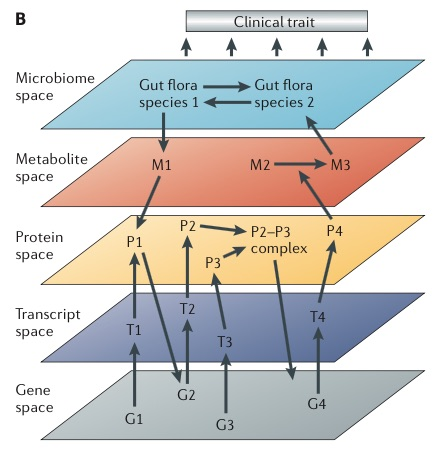 B
Clinical trait
Microbiome
space
Gut flora
species 1
Gut flora
species 2
Metabolite
space
M1
M2
M3
Protein
space
P1
P2
P3
P2–P3
complex
P4
Transcript
space
T1
T2
T3
T4
Gene
space
G1
G2
G3
G4